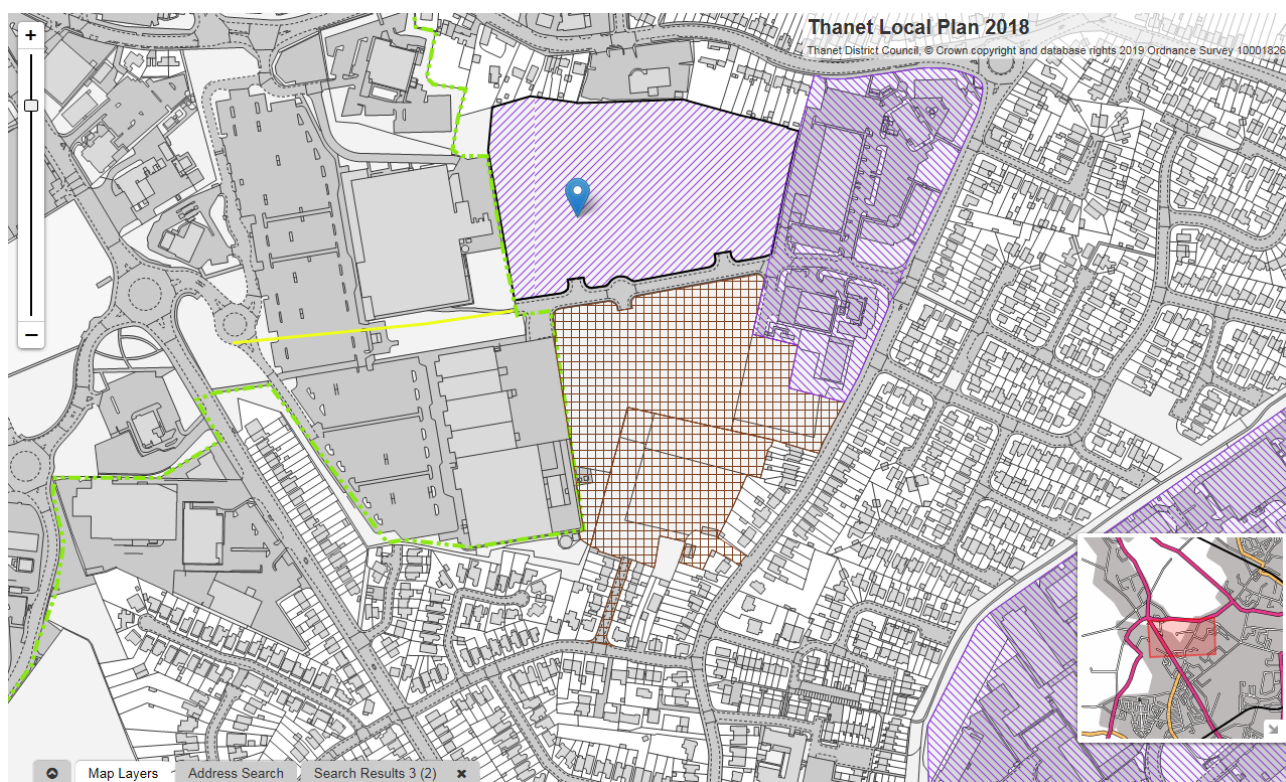 Thanet Local Plan 2018
Thanet District Council, © Crown copyright and database rights 2019 Ordnance Survey 10001826
+
−
Map Layers
Address Search
Search Results 3 (2)